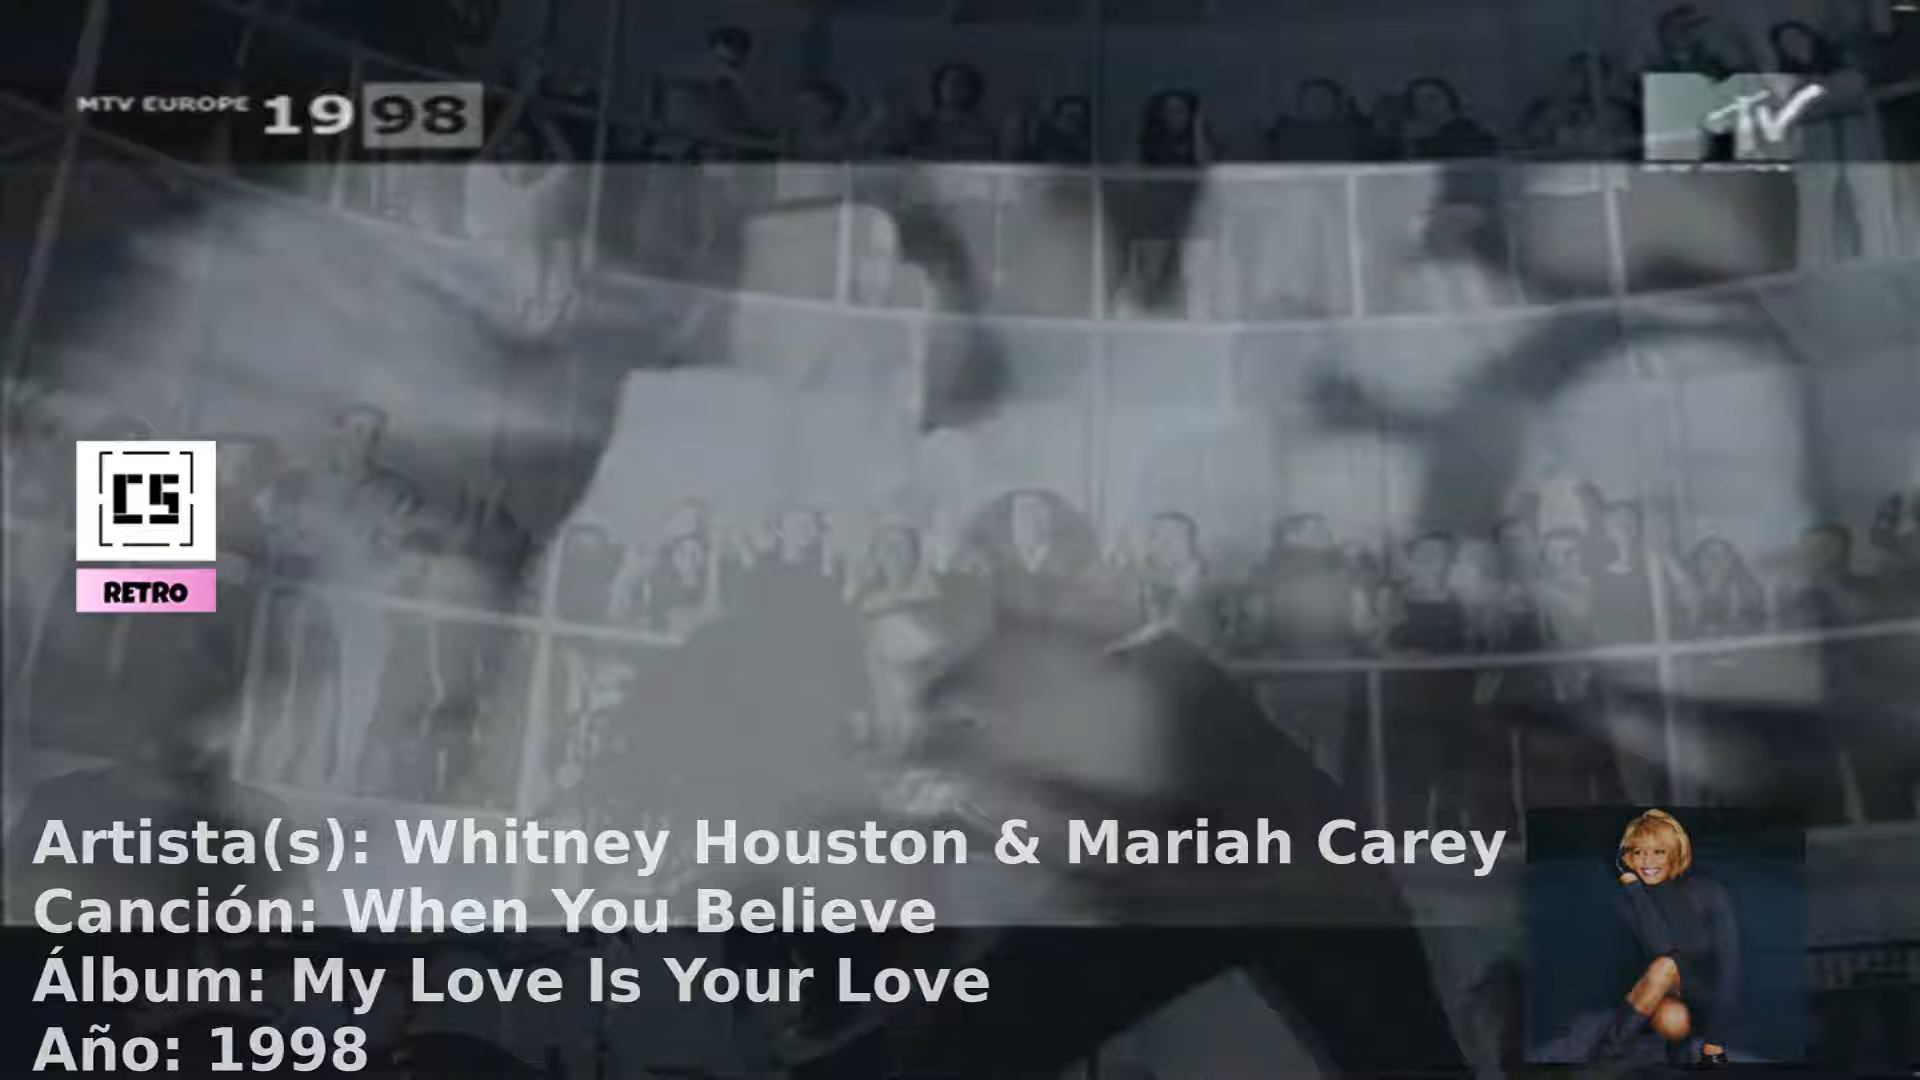 MTV EUROPE 1998
MTV
CS
RETRO
Artista(s): Whitney Houston & Mariah Carey
Canción: When You Believe
Álbum: My Love Is Your Love
Año: 1998